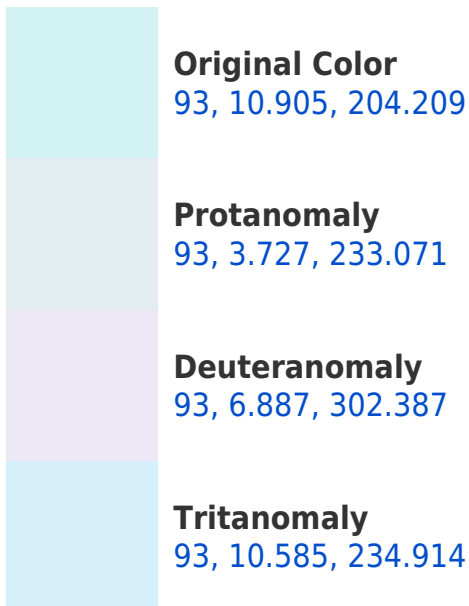 Original Color
93, 10.905, 204.209
Protanomaly
93, 3.727, 233.071
Deuteranomaly
93, 6.887, 302.387
Tritanomaly
93, 10.585, 234.914